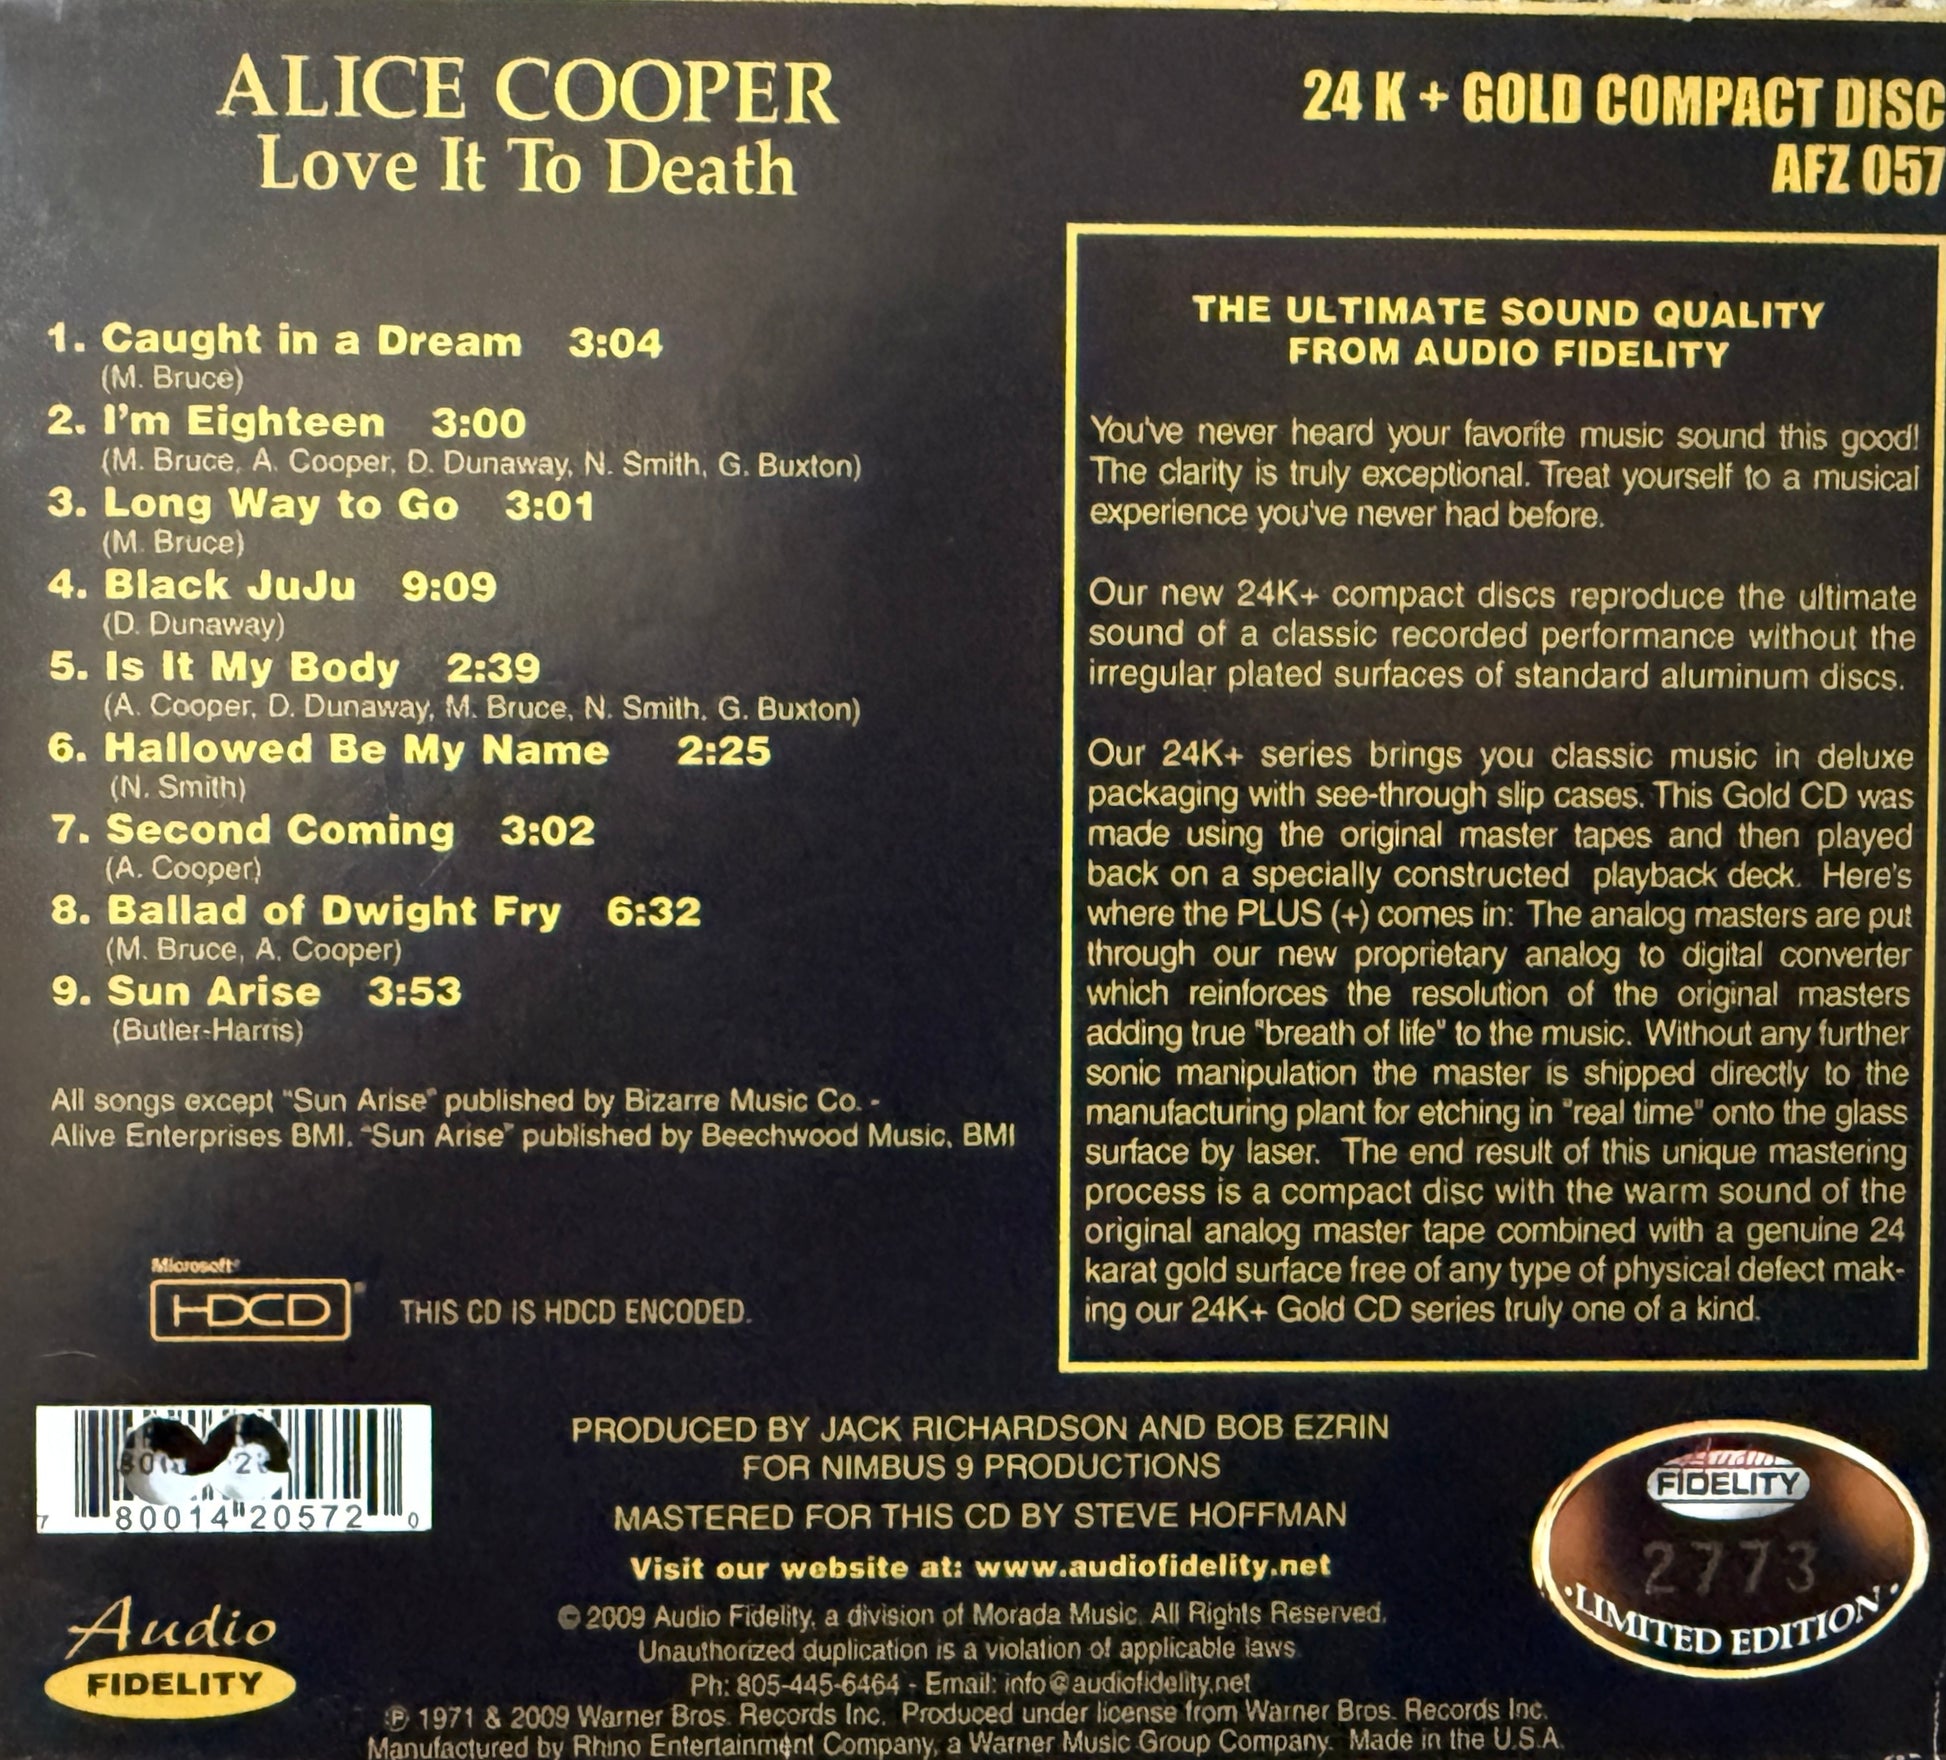 ALICE COOPER
Love It To Death
24 K + GOLD COMPACT DISC
AFZ 057
1. Caught in a Dream 3:04
(M. Bruce)
2. I'm Eighteen 3:00
(M. Bruce, A. Cooper, D. Dunaway, N. Smith, G. Buxton)
3. Long Way to Go 3:01
(M. Bruce)
4. Black JuJu 9:09
(D. Dunaway)
5. Is It My Body 2:39
(A. Cooper, D. Dunaway, M. Bruce, N. Smith, G. Buxton)
6. Hallowed Be My Name 2:25
(N. Smith)
7. Second Coming 3:02
(A. Cooper)
8. Ballad of Dwight Fry 6:32
(M. Bruce, A. Cooper)
9. Sun Arise 3:53
(Butler-Harris)
All songs except "Sun Arise" published by Bizarre Music Co. -
Alive Enterprises BMI. "Sun Arise" published by Beechwood Music, BMI
Microsoft
HDCD
THIS CD IS HDCD ENCODED.
THE ULTIMATE SOUND QUALITY
FROM AUDIO FIDELITY
You've never heard your favorite music sound this good!
The clarity is truly exceptional. Treat yourself to a musical
experience you've never had before.
Our new 24K+ compact discs reproduce the ultimate
sound of a classic recorded performance without the
irregular plated surfaces of standard aluminum discs.
Our 24K+ series brings you classic music in deluxe
packaging with see-through slip cases. This Gold CD was
made using the original master tapes and then played
back on a specially constructed playback deck. Here's
where the PLUS (+) comes in: The analog masters are put
through our new proprietary analog to digital converter
which reinforces the resolution of the original masters
adding true "breath of life" to the music. Without any further
sonic manipulation the master is shipped directly to the
manufacturing plant for etching in "real time" onto the glass
surface by laser. The end result of this unique mastering
process is a compact disc with the warm sound of the
original analog master tape combined with a genuine 24
karat gold surface free of any type of physical defect mak-
ing our 24K+ Gold CD series truly one of a kind.
7 80014 20572 0
PRODUCED BY JACK RICHARDSON AND BOB EZRIN
FOR NIMBUS 9 PRODUCTIONS
MASTERED FOR THIS CD BY STEVE HOFFMAN
Visit our website at: www.audiofidelity.net
© 2009 Audio Fidelity, a division of Morada Music. All Rights Reserved.
Unauthorized duplication is a violation of applicable laws
Ph: 805-445-6464 - Email: info@audiofidelity.net
℗ 1971 & 2009 Warner Bros. Records Inc. Produced under license from Warner Bros. Records Inc.
Manufactured by Rhino Entertainment Company, a Warner Music Group Company. Made in the U.S.A.
Audio
FIDELITY
Audio
FIDELITY
2773
LIMITED EDITION